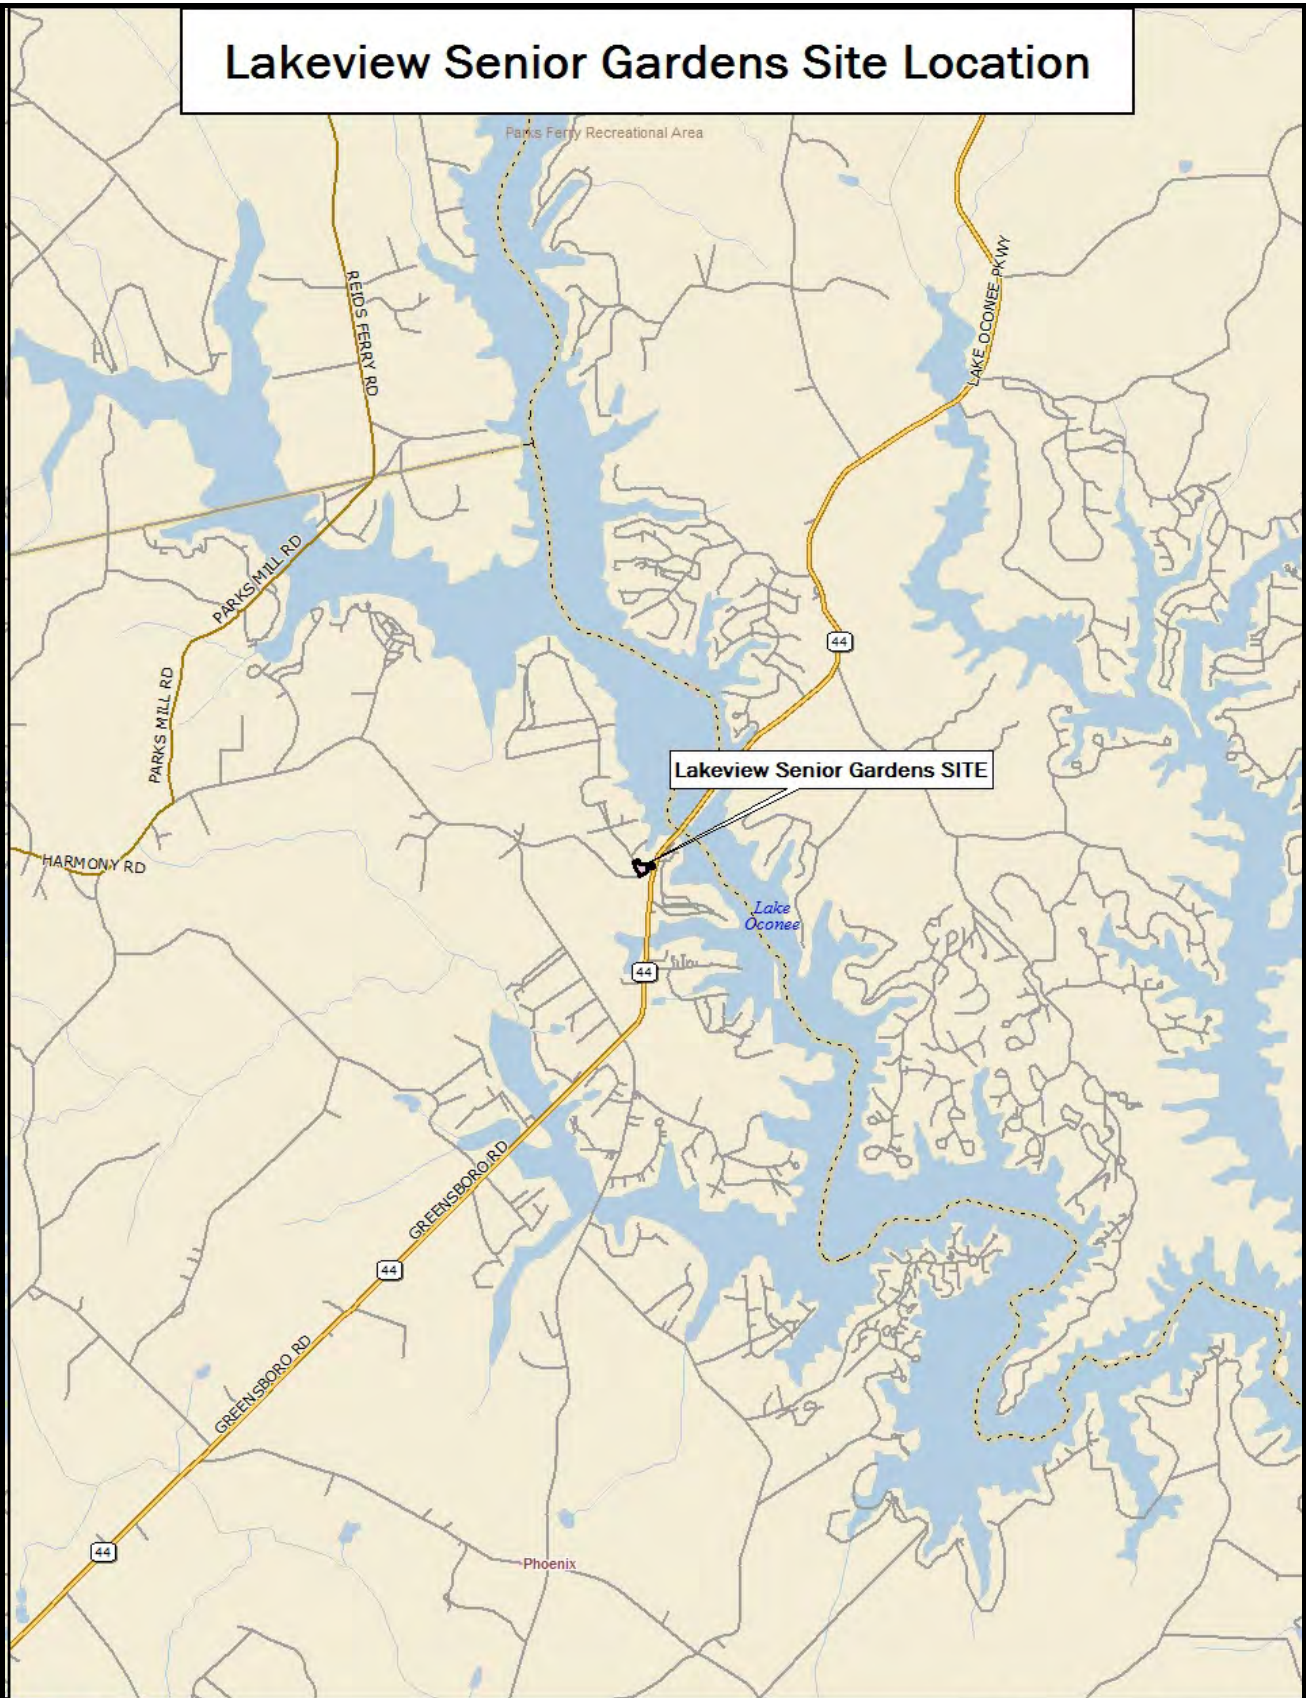 Lakeview Senior Gardens Site Location
Parks Ferry Recreational Area
REIDS FERRY RD
LAKE OCONEE PKWY
PARKS MILL RD
44
PARKS MILL RD
Lakeview Senior Gardens SITE
HARMONY RD
Lake
Oconee
44
GREENSBORO RD
44
GREENSBORO RD
44
Phoenix